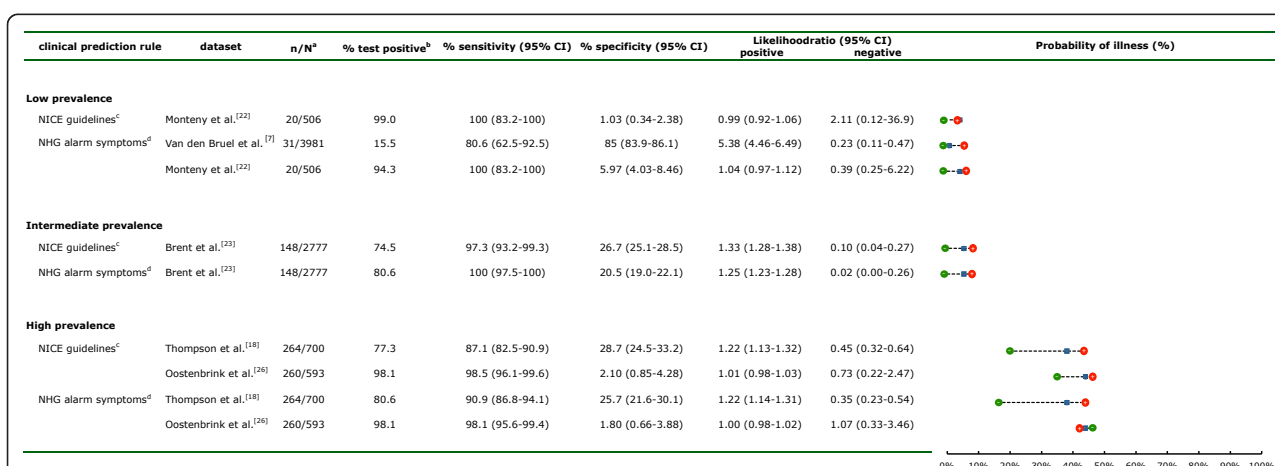 clinical prediction rule dataset n/Nᵃ % test positiveᵇ % sensitivity (95% CI) % specificity (95% CI) Likelihoodratio (95% CI) Probability of illness (%)
positive negative
Low prevalence
NICE guidelinesᶜ Monteny et al.[22] 20/506 99.0 100 (83.2-100) 1.03 (0.34-2.38) 0.99 (0.92-1.06) 2.11 (0.12-36.9)
NHG alarm symptomsᵈ Van den Bruel et al.[7] 31/3981 15.5 80.6 (62.5-92.5) 85 (83.9-86.1) 5.38 (4.46-6.49) 0.23 (0.11-0.47)
Monteny et al.[22] 20/506 94.3 100 (83.2-100) 5.97 (4.03-8.46) 1.04 (0.97-1.12) 0.39 (0.25-6.22)
Intermediate prevalence
NICE guidelinesᶜ Brent et al.[23] 148/2777 74.5 97.3 (93.2-99.3) 26.7 (25.1-28.5) 1.33 (1.28-1.38) 0.10 (0.04-0.27)
NHG alarm symptomsᵈ Brent et al.[23] 148/2777 80.6 100 (97.5-100) 20.5 (19.0-22.1) 1.25 (1.23-1.28) 0.02 (0.00-0.26)
High prevalence
NICE guidelinesᶜ Thompson et al.[18] 264/700 77.3 87.1 (82.5-90.9) 28.7 (24.5-33.2) 1.22 (1.13-1.32) 0.45 (0.32-0.64)
Oostenbrink et al.[26] 260/593 98.1 98.5 (96.1-99.6) 2.10 (0.85-4.28) 1.01 (0.98-1.03) 0.73 (0.22-2.47)
NHG alarm symptomsᵈ Thompson et al.[18] 264/700 80.6 90.9 (86.8-94.1) 25.7 (21.6-30.1) 1.22 (1.14-1.31) 0.35 (0.23-0.54)
Oostenbrink et al.[26] 260/593 98.1 98.1 (95.6-99.4) 1.80 (0.66-3.88) 1.00 (0.98-1.02) 1.07 (0.33-3.46)
0% 10% 20% 30% 40% 50% 60% 70% 80% 90% 100%